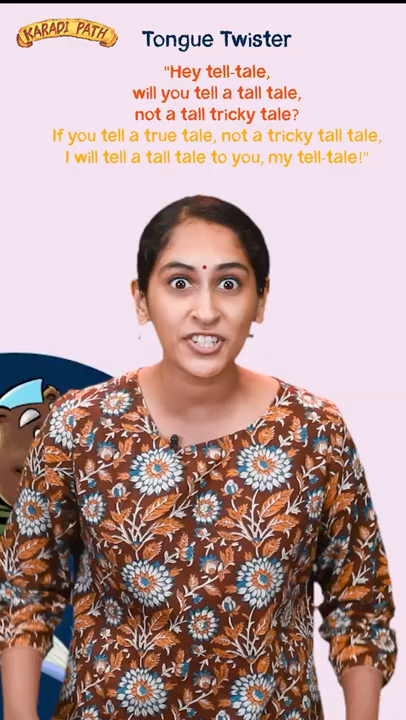 KARADI PATH
Tongue Twister
"Hey tell-tale,
will you tell a tall tale,
not a tall tricky tale?
If you tell a true tale, not a tricky tall tale,
I will tell a tall tale to you, my tell-tale!"